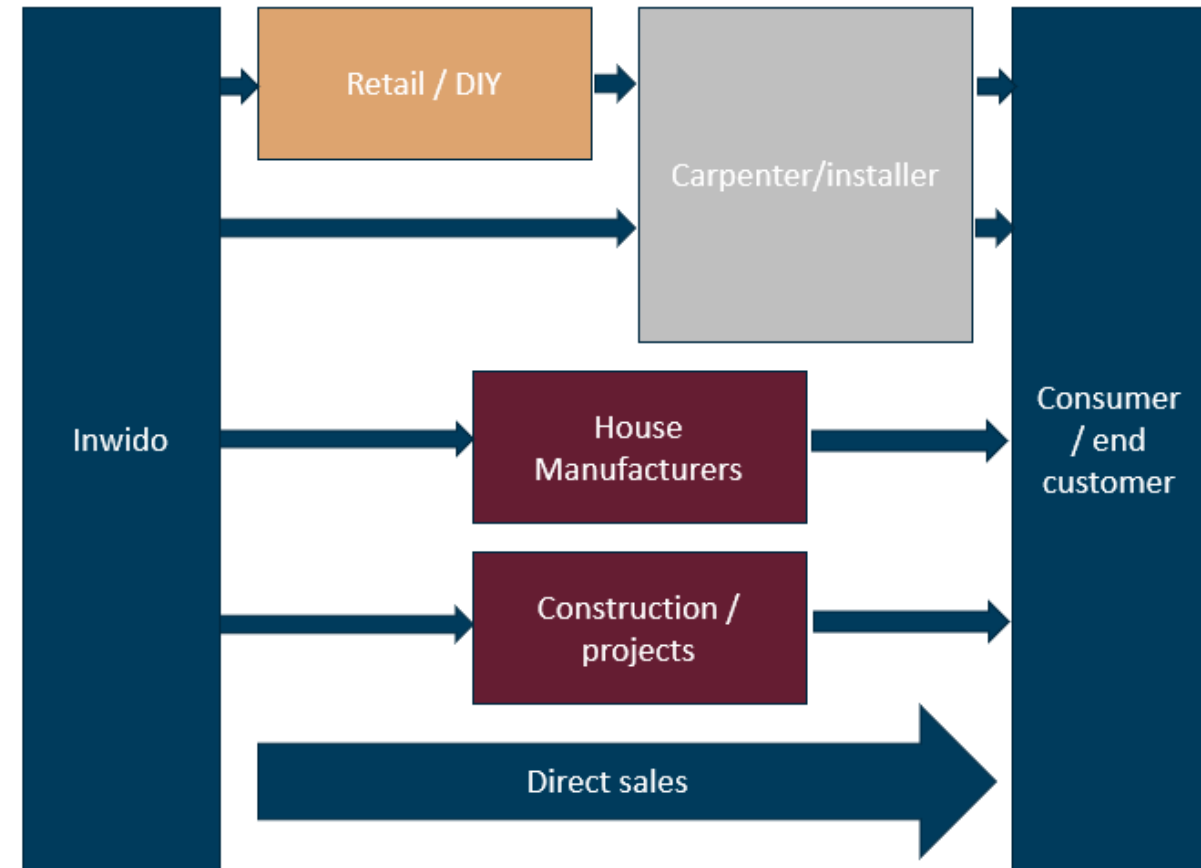 Retail / DIY
Carpenter/installer
Inwido
House
Manufacturers
Consumer
/ end
customer
Construction /
projects
Direct sales